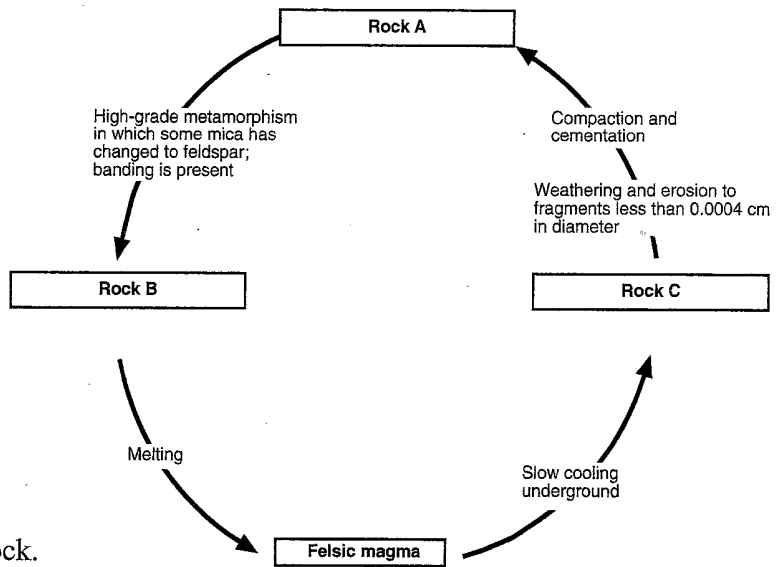 Rock A
High-grade metamorphism
in which some mica has
changed to feldspar;
banding is present
Compaction and
cementation
Weathering and erosion to
fragments less than 0.0004 cm
in diameter
Rock B
Rock C
Melting
Slow cooling
underground
Felsic magma
ock.